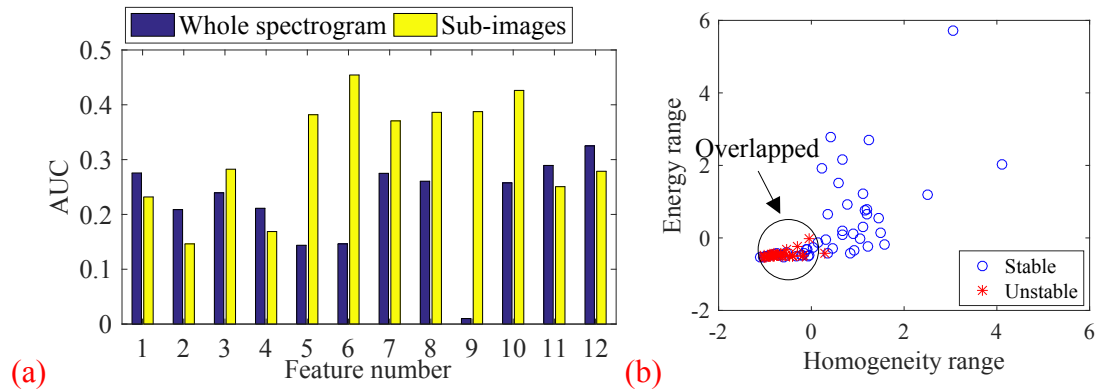 Whole spectrogram
Sub-images
0.5
0.4
0.3
0.2
0.1
0
AUC
1 2 3 4 5 6 7 8 9 10 11 12
Feature number
(a)
6
4
2
0
-2
Energy range
Overlapped
Stable
Unstable
-2 0 2 4 6
Homogeneity range
(b)